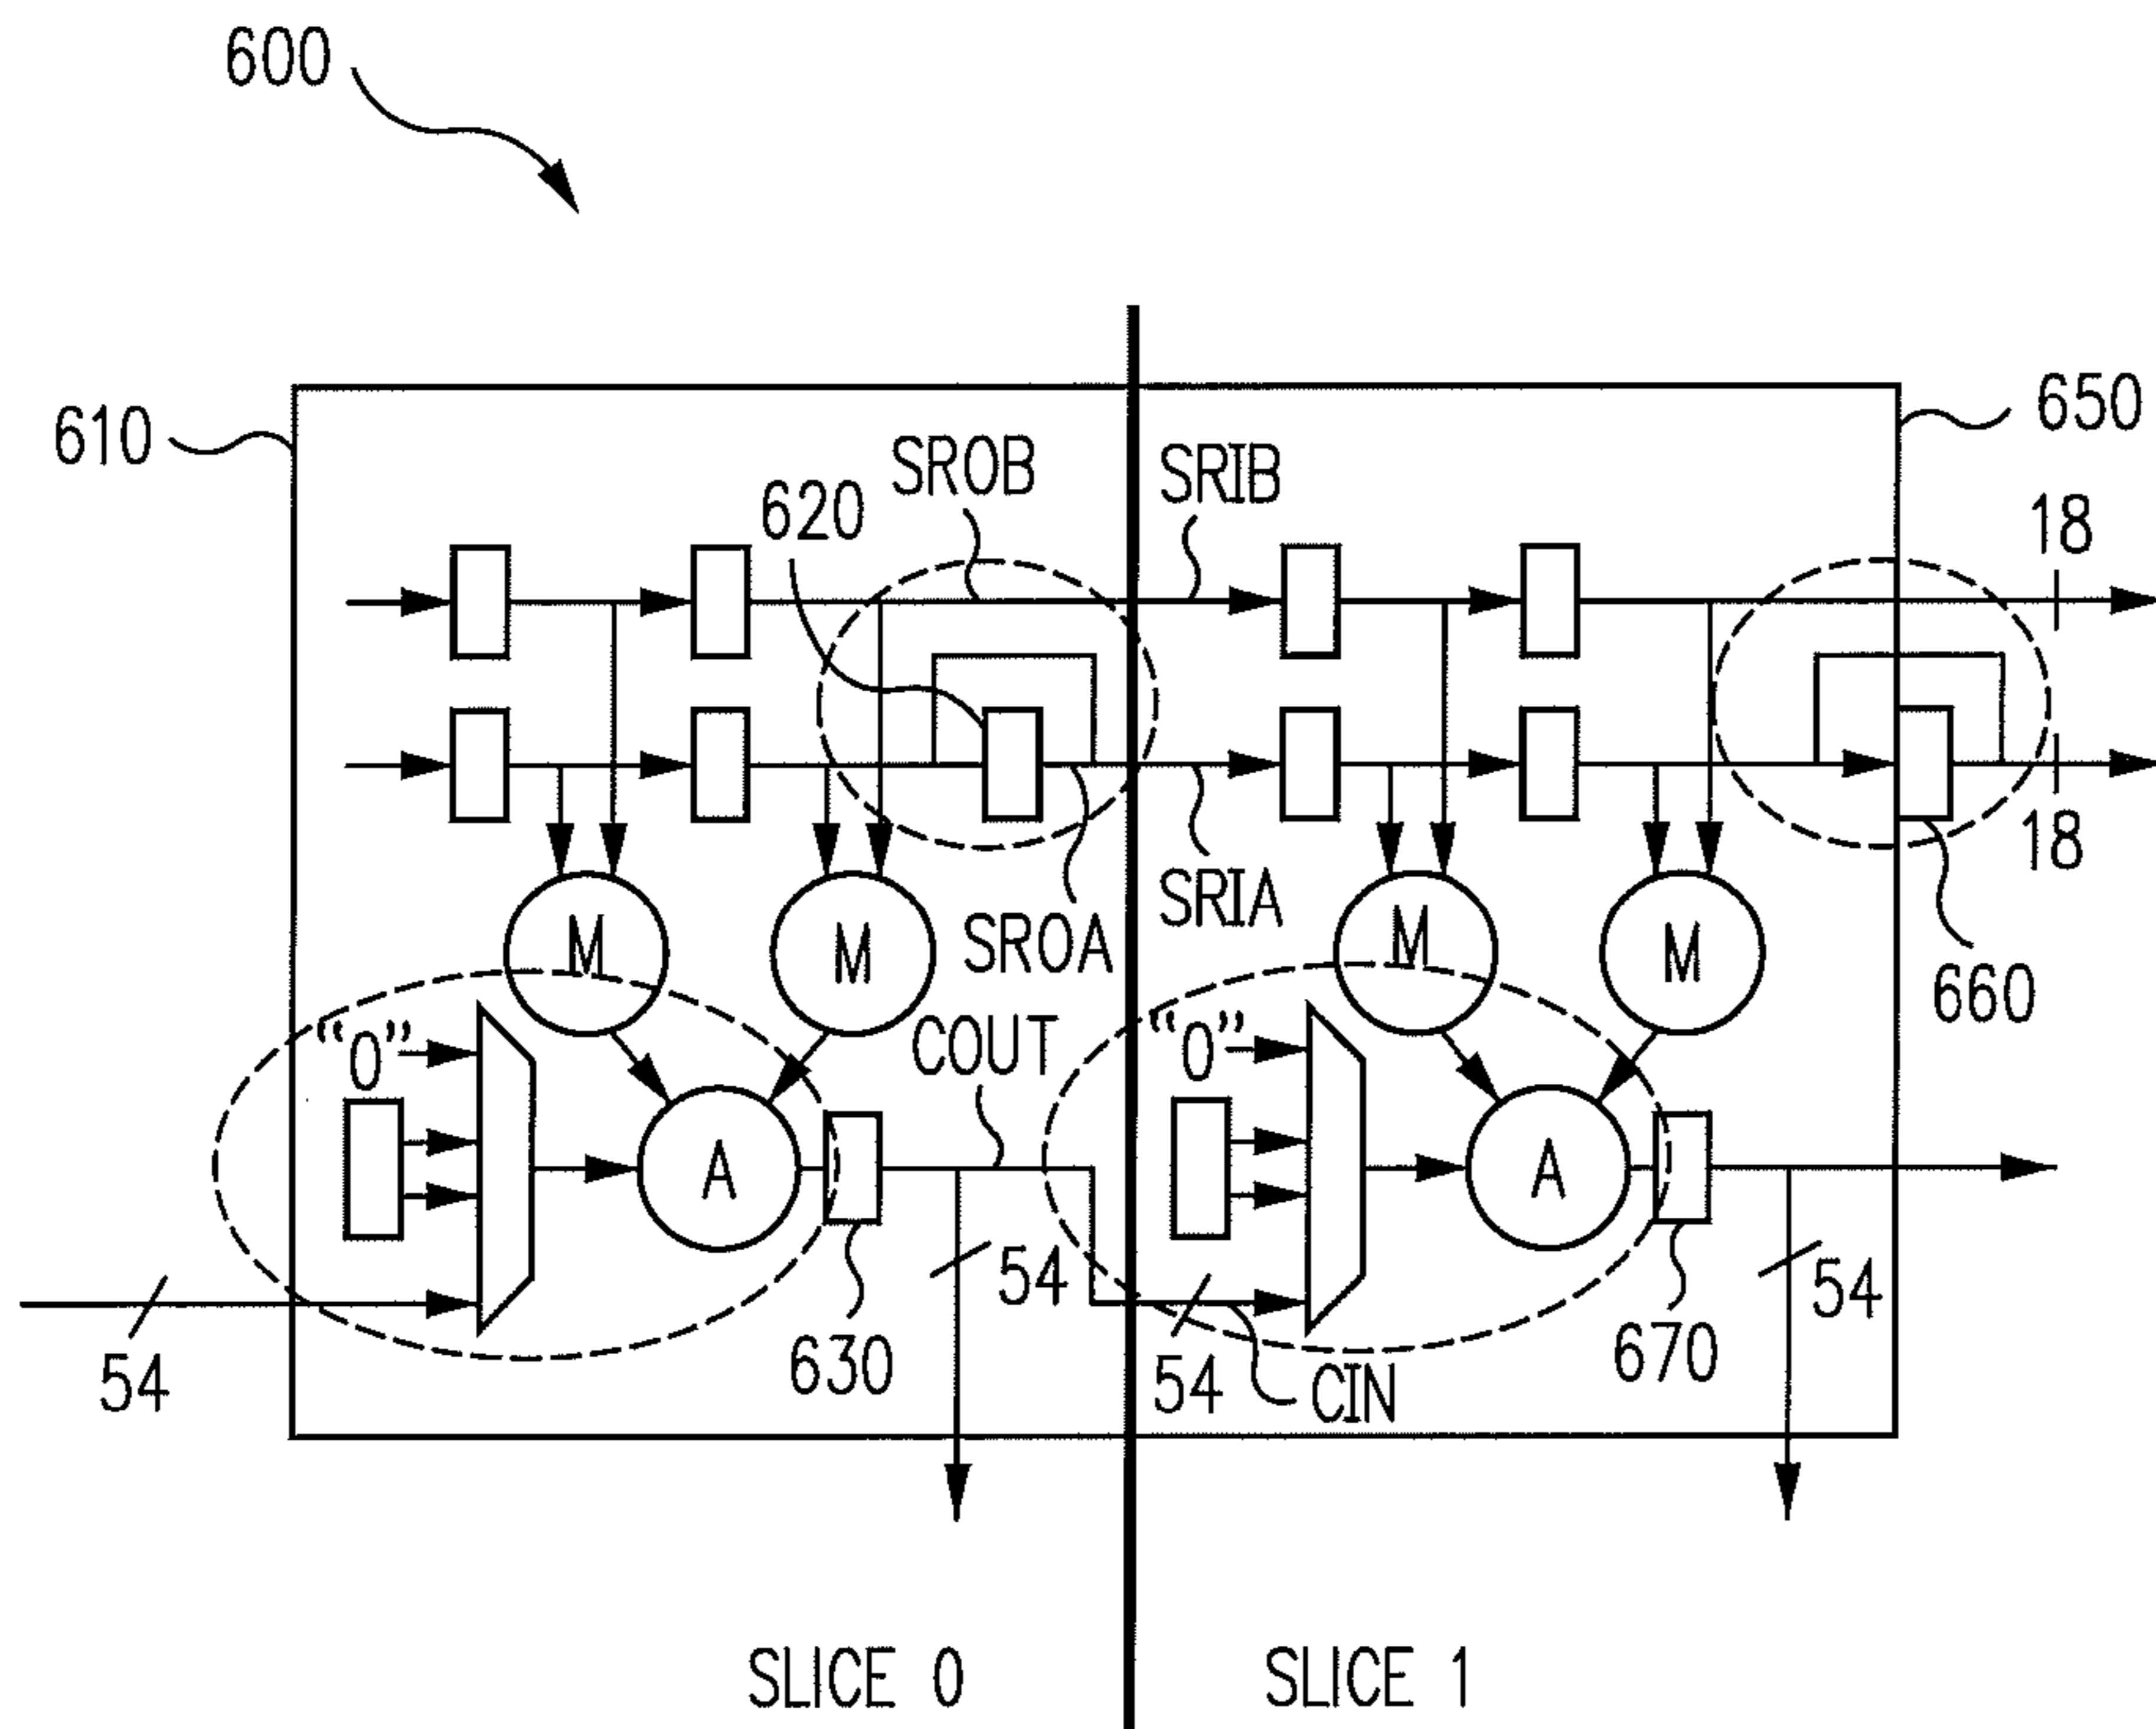 600
610
650
SROB
SRIB
620
18
18
M
M
SROA
SRIA
M
M
660
"0"
COUT
"0"
A
A
54
54
630
670
54
54
CIN
SLICE 0
SLICE 1